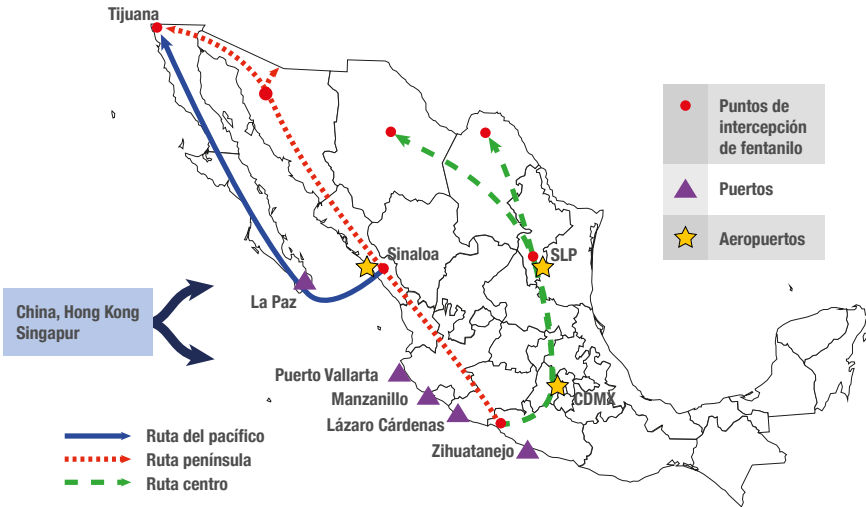 Tijuana
Puntos de
intercepción
de fentanilo
Puertos
Aeropuertos
Sinaloa
SLP
La Paz
China, Hong Kong
Singapur
Puerto Vallarta
Manzanillo
CDMX
Lázaro Cárdenas
Zihuatanejo
Ruta del pacífico
Ruta península
Ruta centro